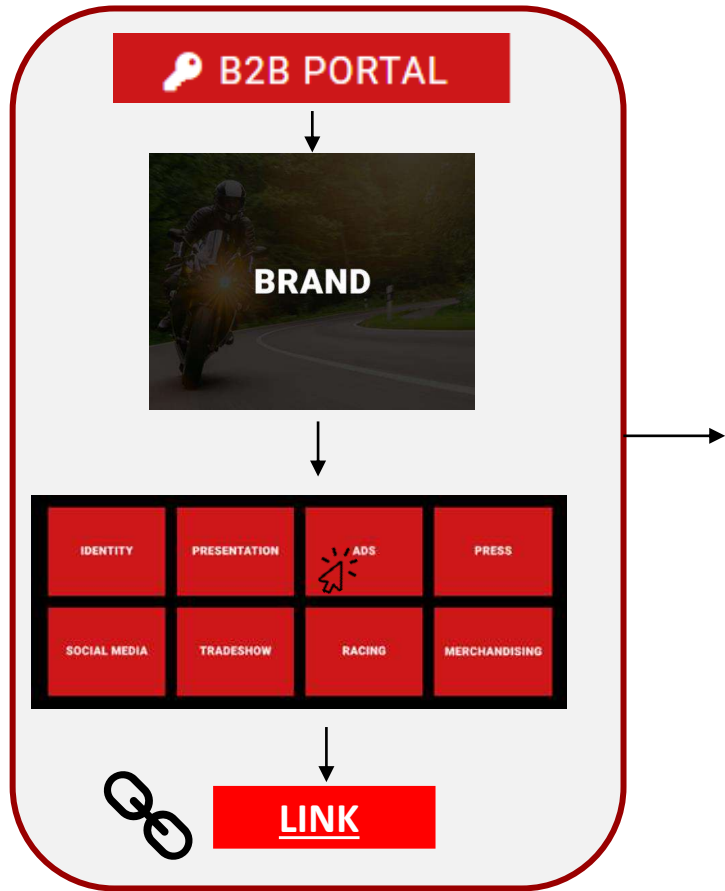 B2B PORTAL
BRAND
IDENTITY
PRESENTATION
ADS
PRESS
SOCIAL MEDIA
TRADESHOW
RACING
MERCHANDISING
LINK